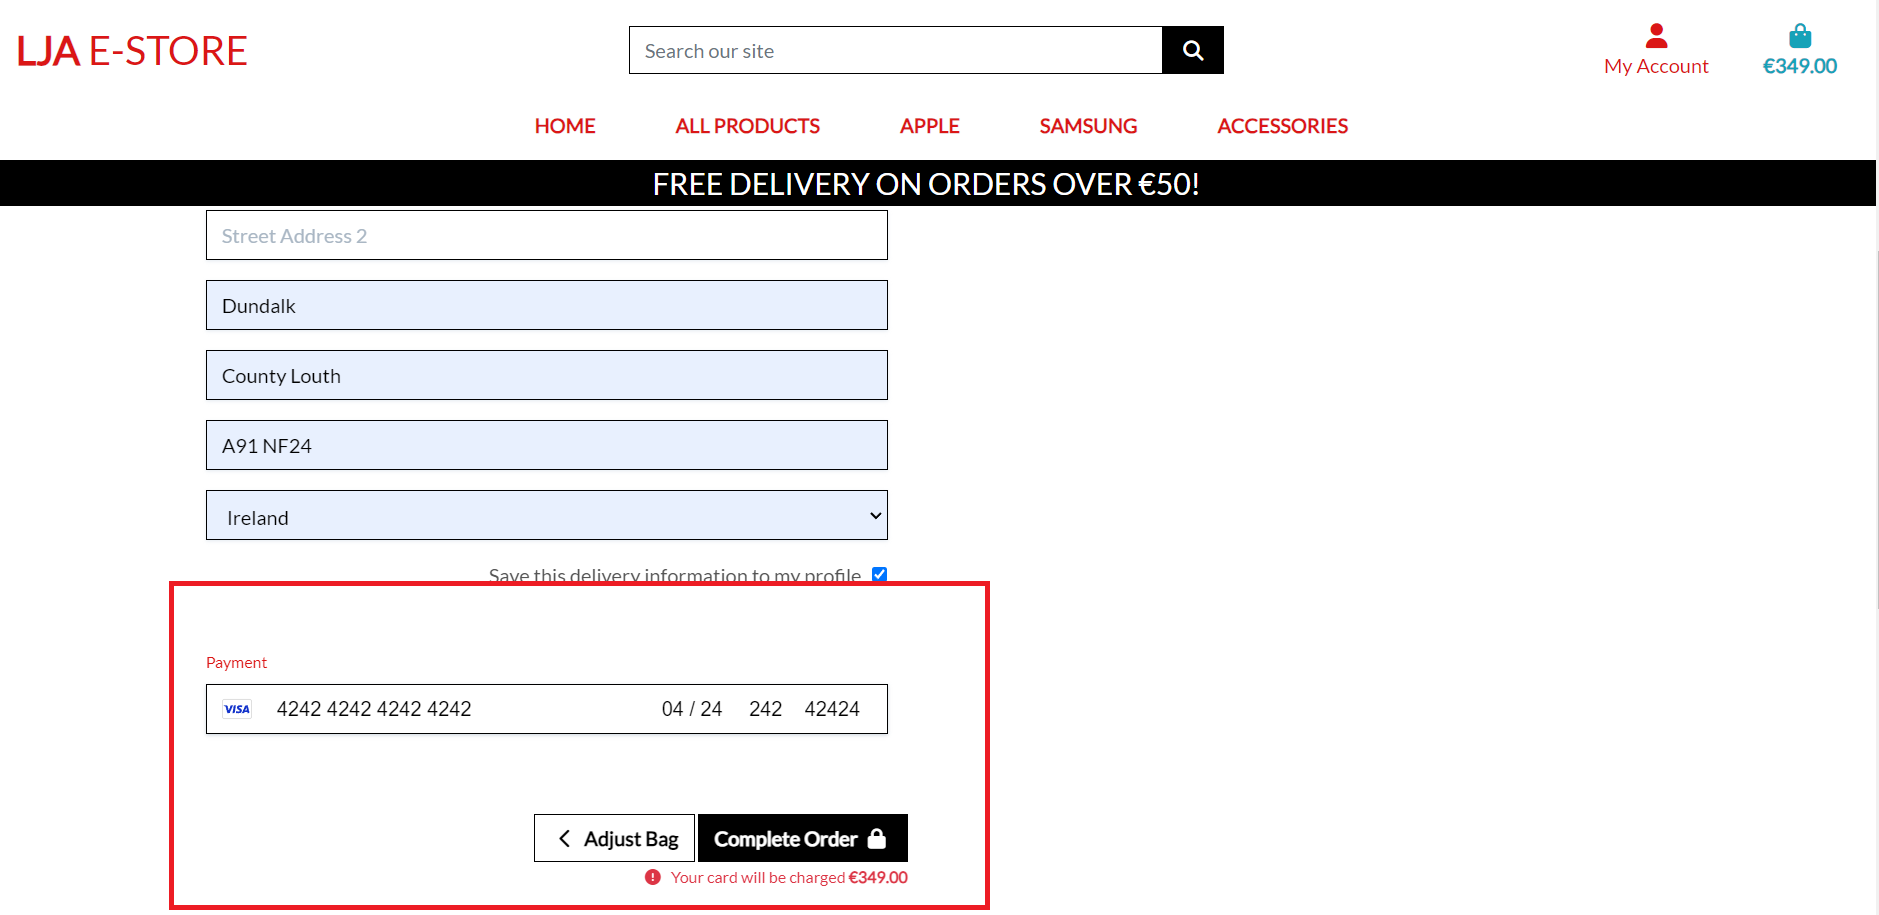 LJA E-STORE
Search our site
My Account
€349.00
HOME ALL PRODUCTS APPLE SAMSUNG ACCESSORIES
FREE DELIVERY ON ORDERS OVER €50!
Street Address 2
Dundalk
County Louth
A91 NF24
Ireland
Save this delivery information to my profile
Payment
VISA 4242 4242 4242 4242 04 / 24 242 42424
Adjust Bag Complete Order
Your card will be charged €349.00